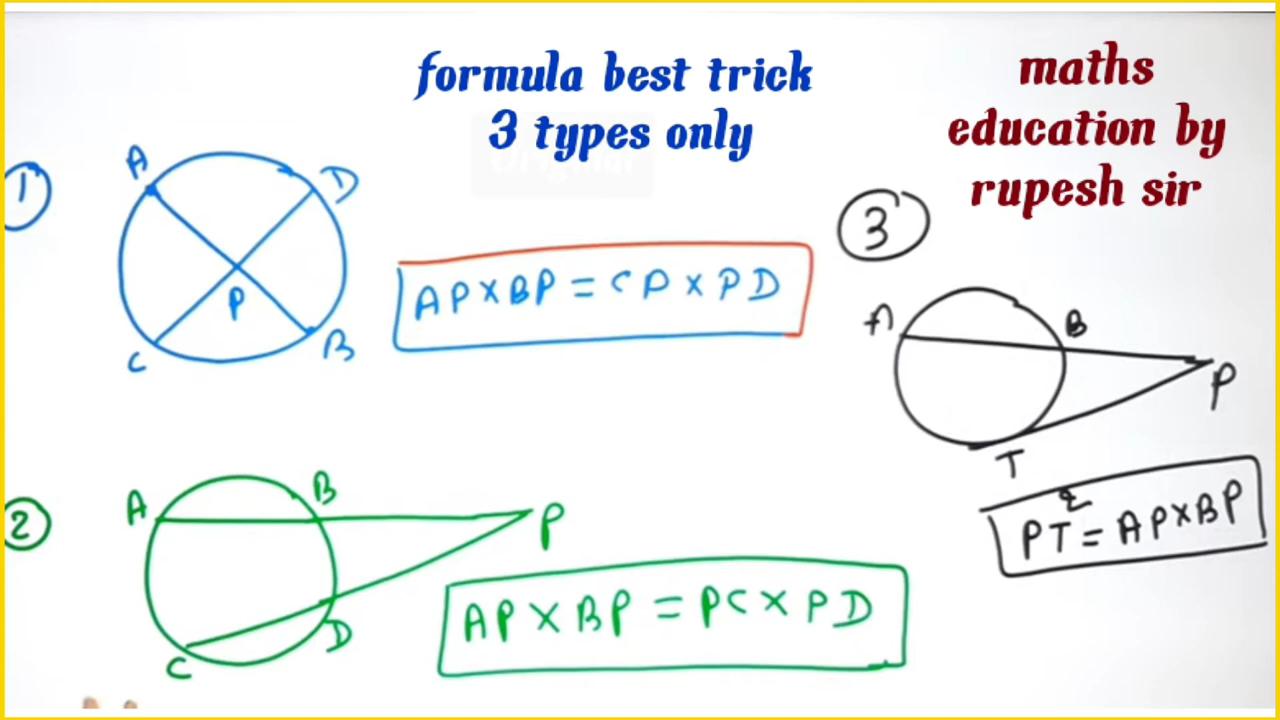 formula best trick
3 types only
maths
education by
rupesh sir
1
A
D
P
C
B
AP×BP = CP × PD
3
A
B
P
T
PT² = AP×BP
2
A
B
P
D
C
AP × BP = PC × PD